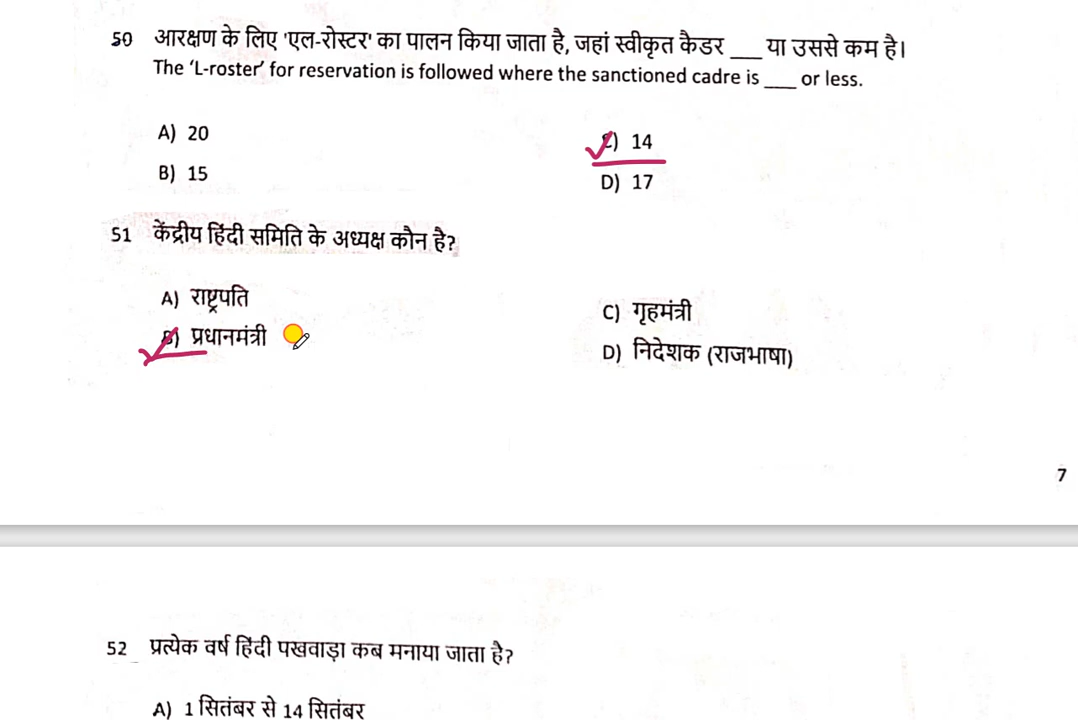 50 आरक्षण के लिए 'एल-रोस्टर' का पालन किया जाता है, जहां स्वीकृत कैडर ___ या उससे कम है।
The ‘L-roster’ for reservation is followed where the sanctioned cadre is ___ or less.
A) 20
C) 14
B) 15
D) 17
51 केंद्रीय हिंदी समिति के अध्यक्ष कौन है?
A) राष्ट्रपति
C) गृहमंत्री
B) प्रधानमंत्री
D) निदेशक (राजभाषा)
7
52 प्रत्येक वर्ष हिंदी पखवाड़ा कब मनाया जाता है?
A) 1 सितंबर से 14 सितंबर